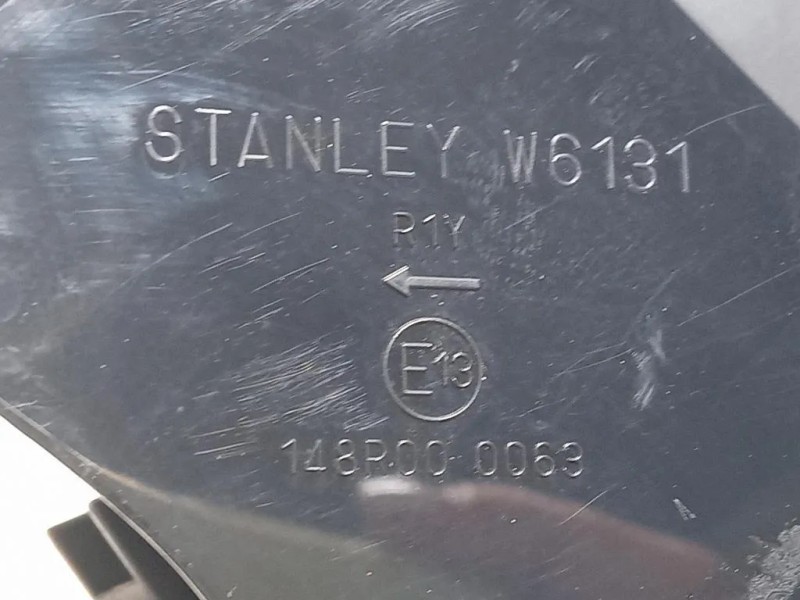 STANLEY W6131
R1Y
←
E13
148R00 0063
A